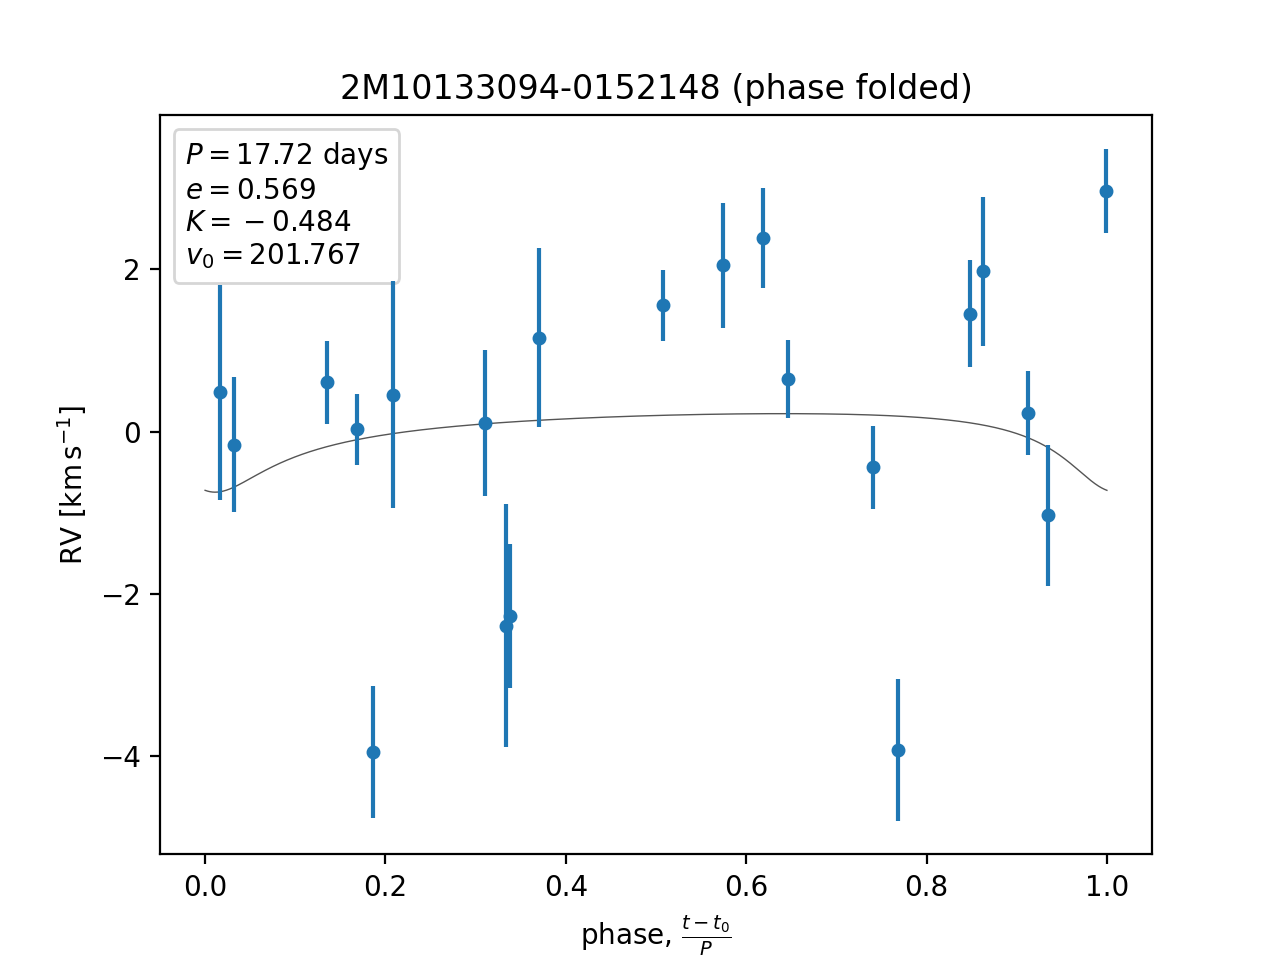 2M10133094-0152148 (phase folded)
P = 17.72 days
e = 0.569
K = −0.484
v₀ = 201.767
2
0
−2
−4
RV [km s⁻¹]
0.0 0.2 0.4 0.6 0.8 1.0
phase, (t − t₀)/P